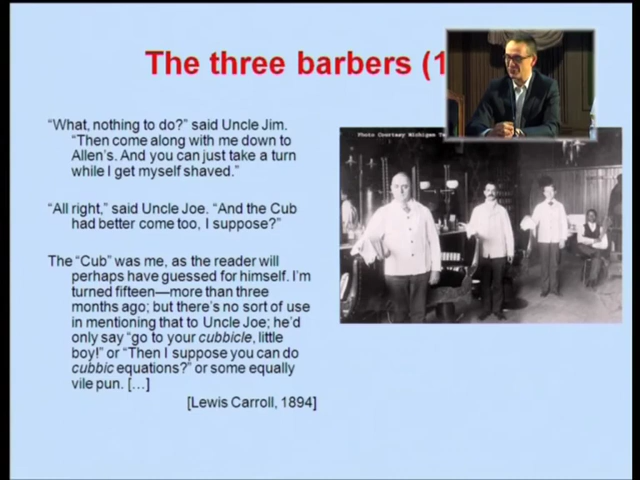 The three barbers (1
“What, nothing to do?” said Uncle Jim.
“Then come along with me down to
Allen’s. And you can just take a turn
while I get myself shaved.”
“All right,” said Uncle Joe. “And the Cub
had better come too, I suppose?”
The “Cub” was me, as the reader will
perhaps have guessed for himself. I’m
turned fifteen—more than three
months ago; but there’s no sort of use
in mentioning that to Uncle Joe; he’d
only say “go to your cubbicle, little
boy!” or “Then I suppose you can do
cubbic equations?” or some equally
vile pun. […]
[Lewis Carroll, 1894]
Photo Courtesy Michigan Te